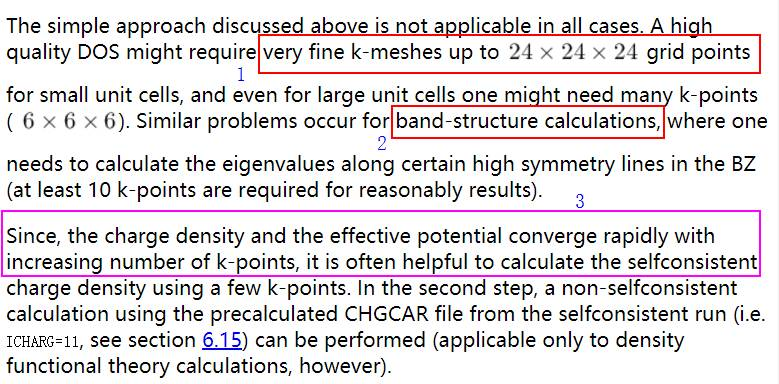 The simple approach discussed above is not applicable in all cases. A high
quality DOS might require very fine k-meshes up to 24 × 24 × 24 grid points
1
for small unit cells, and even for large unit cells one might need many k-points
( 6 × 6 × 6). Similar problems occur for band-structure calculations, where one
2
needs to calculate the eigenvalues along certain high symmetry lines in the BZ
(at least 10 k-points are required for reasonably results).
3
Since, the charge density and the effective potential converge rapidly with
increasing number of k-points, it is often helpful to calculate the selfconsistent
charge density using a few k-points. In the second step, a non-selfconsistent
calculation using the precalculated CHGCAR file from the selfconsistent run (i.e.
ICHARG=11, see section 6.15) can be performed (applicable only to density
functional theory calculations, however).